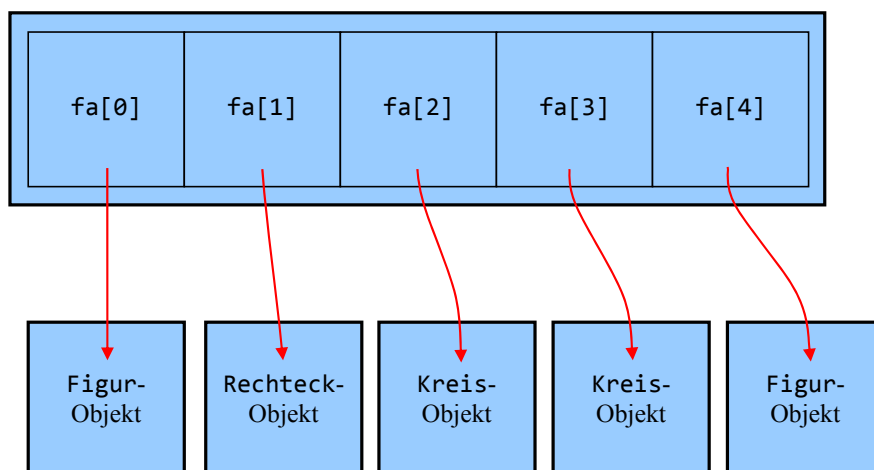 fa[0]
fa[1]
fa[2]
fa[3]
fa[4]
Figur-
Objekt
Rechteck-
Objekt
Kreis-
Objekt
Kreis-
Objekt
Figur-
Objekt